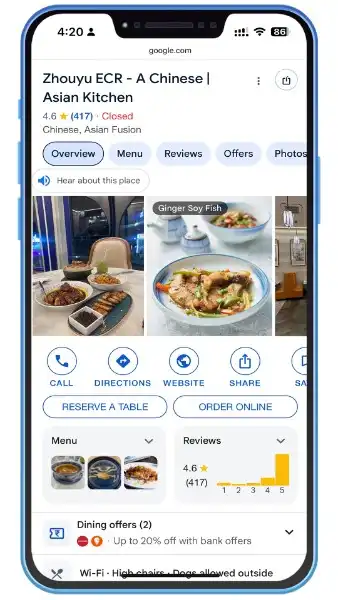 4:20
86
google.com
Zhouyu ECR - A Chinese |
Asian Kitchen
4.6 (417) · Closed
Chinese, Asian Fusion
Overview Menu Reviews Offers Photos
Hear about this place
Ginger Soy Fish
CALL DIRECTIONS WEBSITE SHARE SA
RESERVE A TABLE ORDER ONLINE
Menu
Reviews
4.6
(417)
1 2 3 4 5
Dining offers (2)
· Up to 20% off with bank offers
Wi-Fi · High chairs · Dogs allowed outside